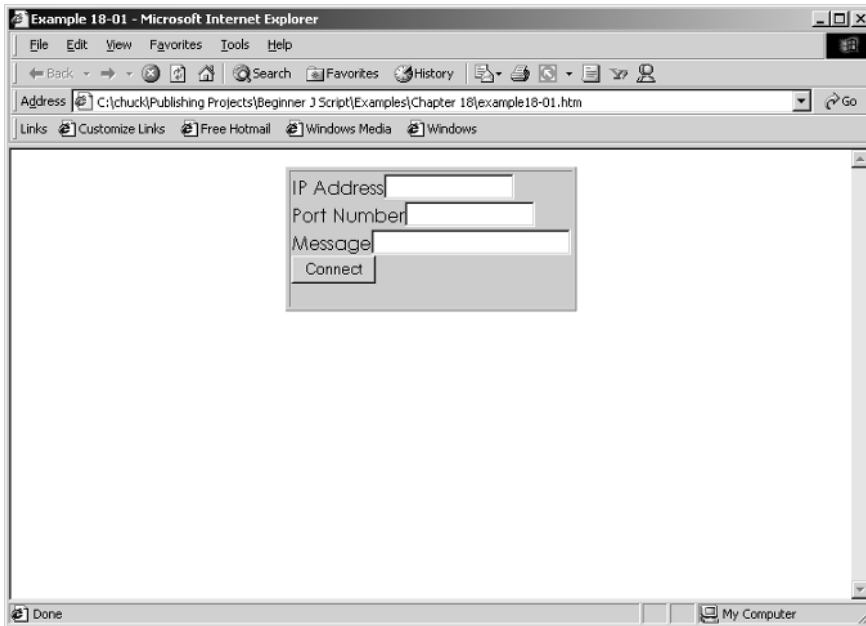 Example 18-01 - Microsoft Internet Explorer
File Edit View Favorites Tools Help
Back Search Favorites History
Address C:\chuck\Publishing Projects\Beginner J Script\Examples\Chapter 18\example18-01.htm Go
Links Customize Links Free Hotmail Windows Media Windows
IP Address
Port Number
Message
Connect
Done My Computer